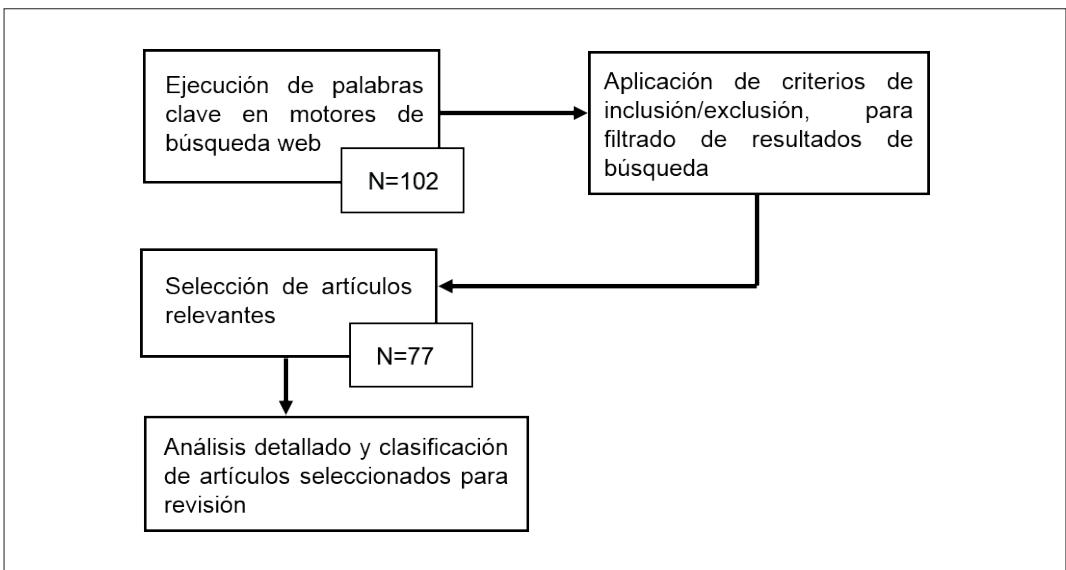 Ejecución de palabras
clave en motores de
búsqueda web
N=102
Aplicación de criterios de
inclusión/exclusión, para
filtrado de resultados de
búsqueda
Selección de artículos
relevantes
N=77
Análisis detallado y clasificación
de artículos seleccionados para
revisión